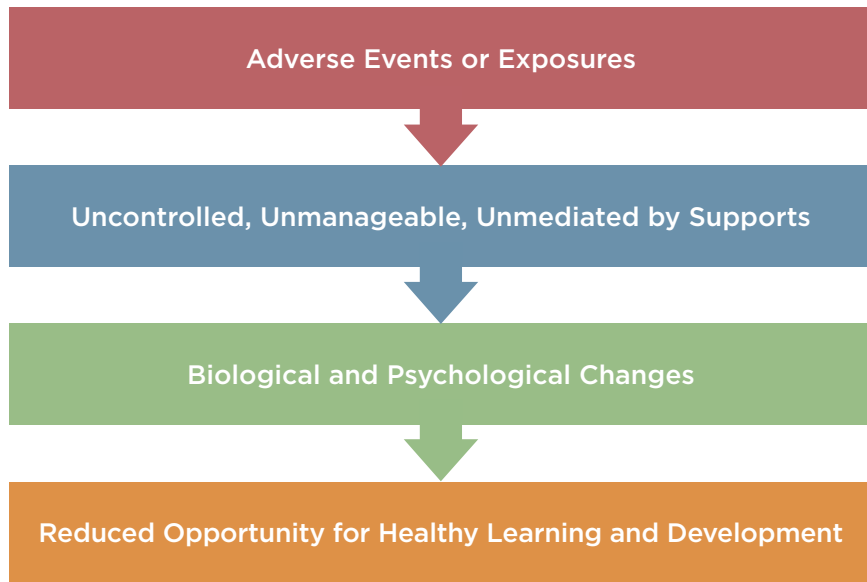 Adverse Events or Exposures
Uncontrolled, Unmanageable, Unmediated by Supports
Biological and Psychological Changes
Reduced Opportunity for Healthy Learning and Development